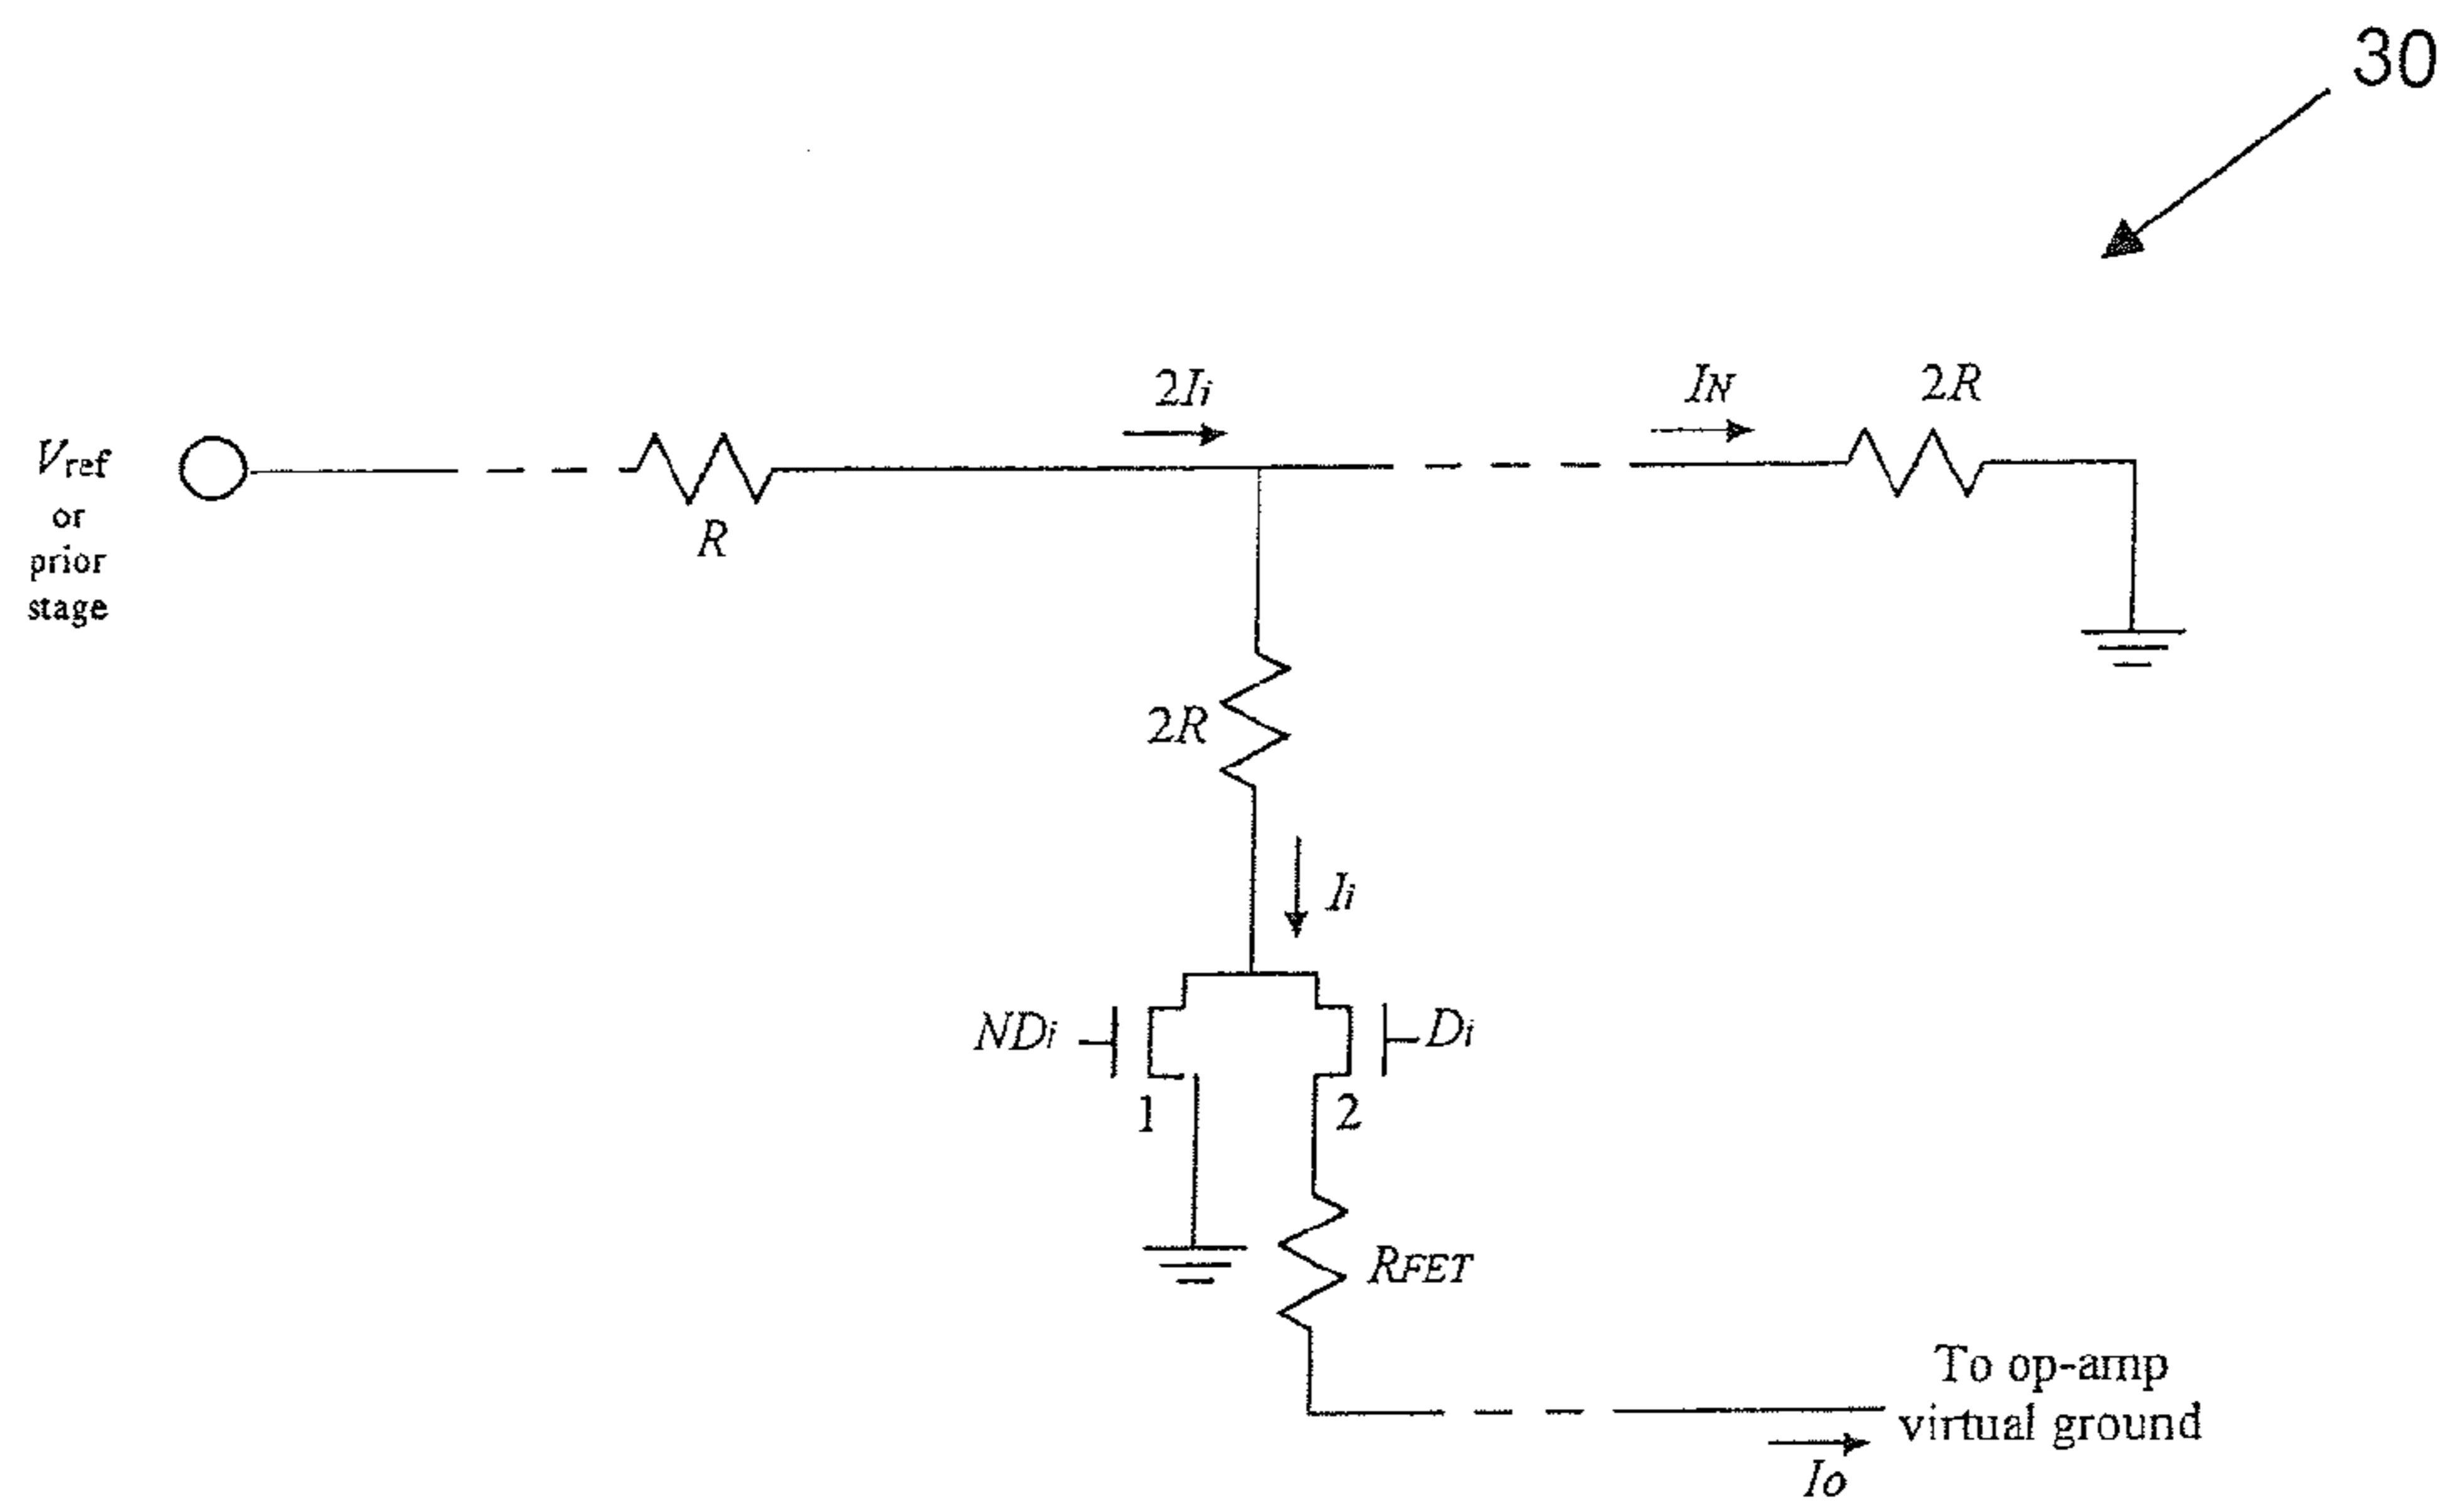 30
2Ii
IN
2R
Vref
or
prior
stage
R
2R
Ii
NDi
Di
1
2
RFET
To op-amp
virtual ground
Io